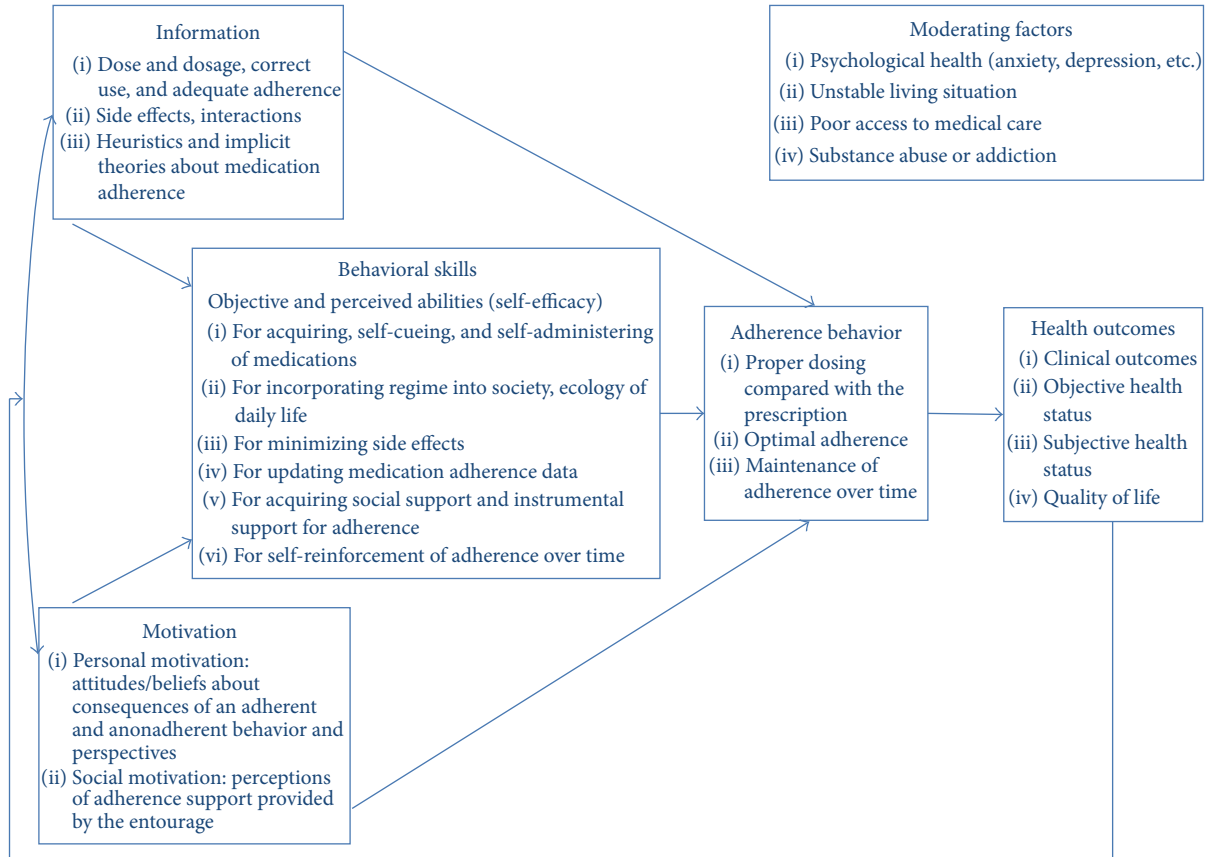 Information
(i) Dose and dosage, correct
use, and adequate adherence
(ii) Side effects, interactions
(iii) Heuristics and implicit
theories about medication
adherence
Moderating factors
(i) Psychological health (anxiety, depression, etc.)
(ii) Unstable living situation
(iii) Poor access to medical care
(iv) Substance abuse or addiction
Behavioral skills
Objective and perceived abilities (self-efficacy)
(i) For acquiring, self-cueing, and self-administering
of medications
(ii) For incorporating regime into society, ecology of
daily life
(iii) For minimizing side effects
(iv) For updating medication adherence data
(v) For acquiring social support and instrumental
support for adherence
(vi) For self-reinforcement of adherence over time
Adherence behavior
(i) Proper dosing
compared with the
prescription
(ii) Optimal adherence
(iii) Maintenance of
adherence over time
Health outcomes
(i) Clinical outcomes
(ii) Objective health
status
(iii) Subjective health
status
(iv) Quality of life
Motivation
(i) Personal motivation:
attitudes/beliefs about
consequences of an adherent
and anonadherent behavior and
perspectives
(ii) Social motivation: perceptions
of adherence support provided
by the entourage